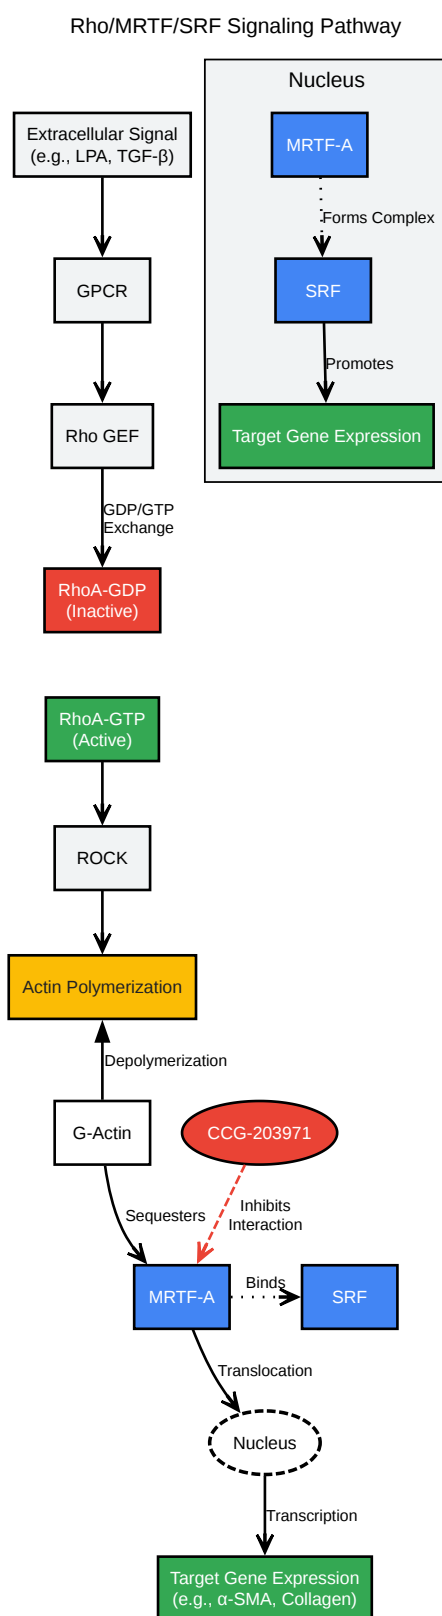 Rho/MRTF/SRF Signaling Pathway
Nucleus
MRTF-A
Forms Complex
SRF
Promotes
Target Gene Expression
Extracellular Signal
(e.g., LPA, TGF-β)
GPCR
Rho GEF
GDP/GTP
Exchange
RhoA-GDP
(Inactive)
RhoA-GTP
(Active)
ROCK
Actin Polymerization
Depolymerization
G-Actin
CCG-203971
Sequesters
Inhibits
Interaction
MRTF-A
Binds
SRF
Translocation
Nucleus
Transcription
Target Gene Expression
(e.g., α-SMA, Collagen)